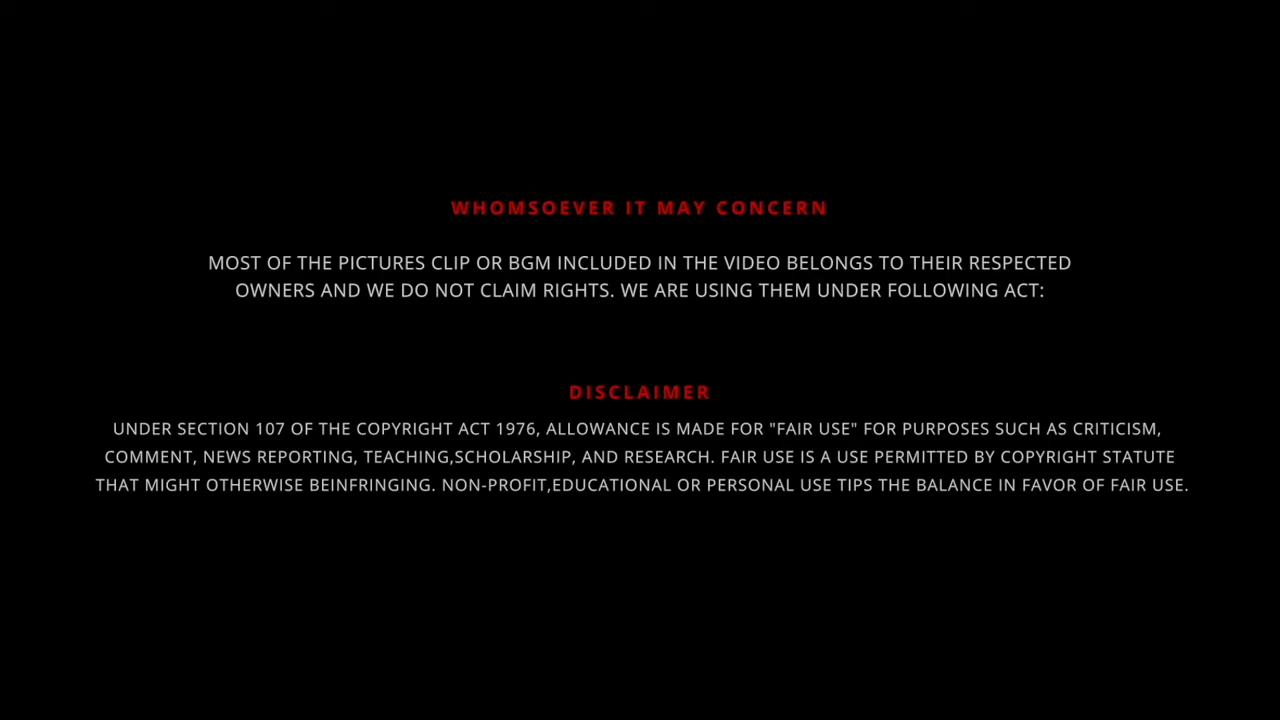 WHOMSOEVER IT MAY CONCERN
MOST OF THE PICTURES CLIP OR BGM INCLUDED IN THE VIDEO BELONGS TO THEIR RESPECTED
OWNERS AND WE DO NOT CLAIM RIGHTS. WE ARE USING THEM UNDER FOLLOWING ACT:
DISCLAIMER
UNDER SECTION 107 OF THE COPYRIGHT ACT 1976, ALLOWANCE IS MADE FOR "FAIR USE" FOR PURPOSES SUCH AS CRITICISM,
COMMENT, NEWS REPORTING, TEACHING,SCHOLARSHIP, AND RESEARCH. FAIR USE IS A USE PERMITTED BY COPYRIGHT STATUTE
THAT MIGHT OTHERWISE BEINFRINGING. NON-PROFIT,EDUCATIONAL OR PERSONAL USE TIPS THE BALANCE IN FAVOR OF FAIR USE.